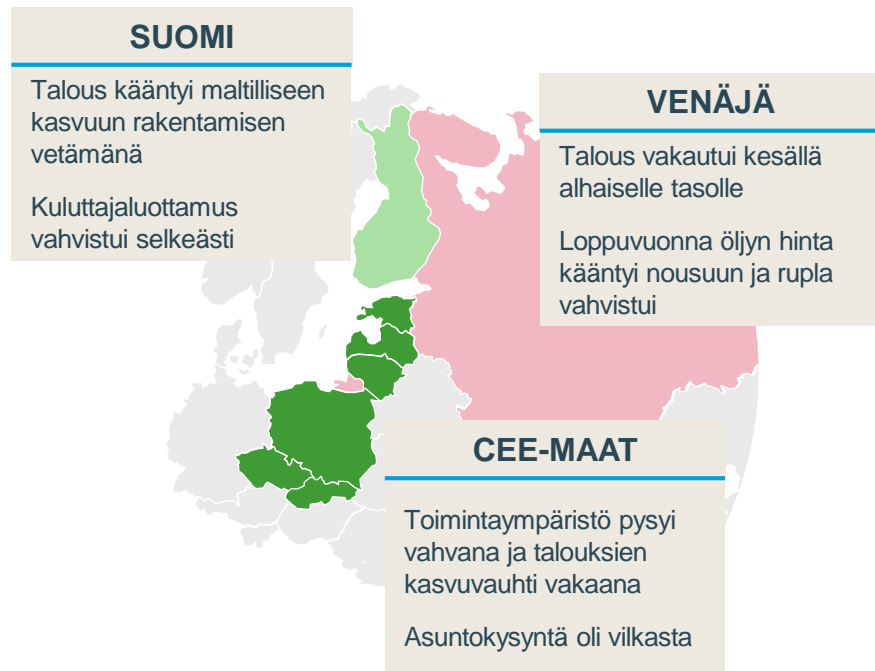 SUOMI
Talous kääntyi maltilliseen
kasvuun rakentamisen
vetämänä
Kuluttajaluottamus
vahvistui selkeästi
VENÄJÄ
Talous vakautui kesällä
alhaiselle tasolle
Loppuvuonna öljyn hinta
kääntyi nousuun ja rupla
vahvistui
CEE-MAAT
Toimintaympäristö pysyi
vahvana ja talouksien
kasvuvauhti vakaana
Asuntokysyntä oli vilkasta